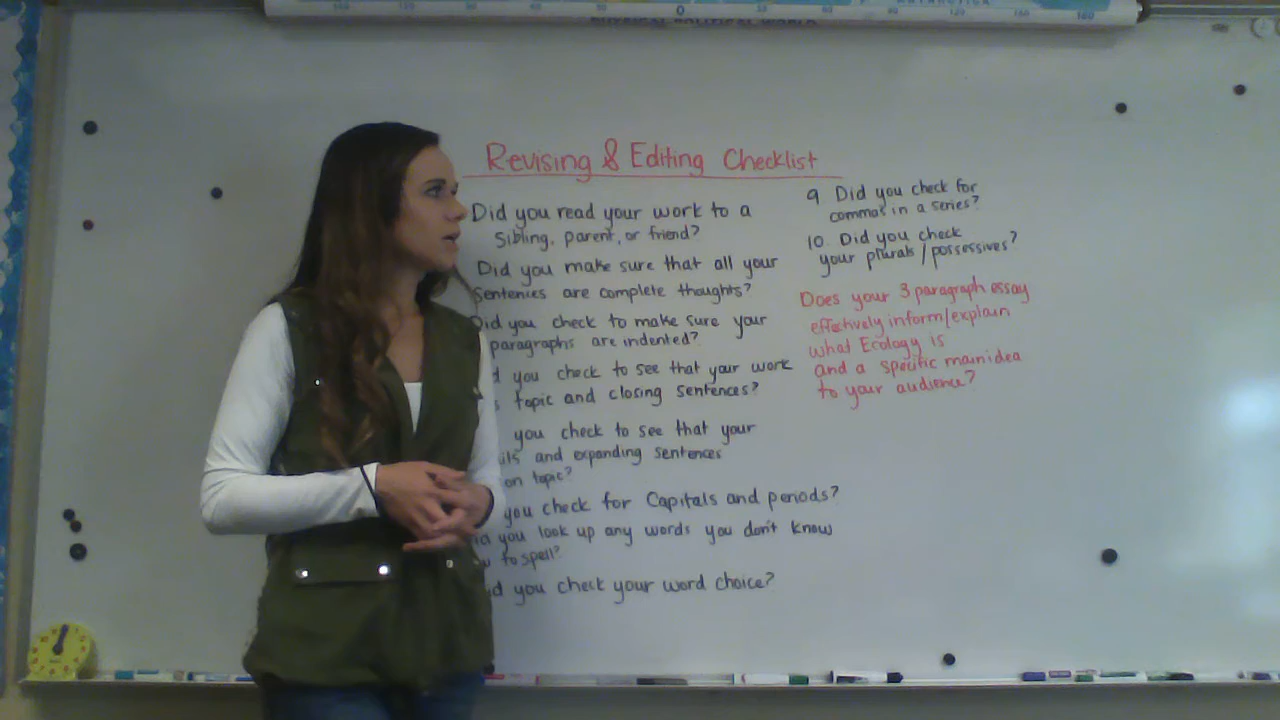 PHYSICAL POLITICAL WORLD
Revising & Editing Checklist
Did you read your work to a
Sibling, parent, or friend?
Did you make sure that all your
Sentences are complete thoughts?
Did you check to make sure your
paragraphs are indented?
you check to see that your work
topic and closing sentences?
you check to see that your
and expanding sentences
on topic?
you check for Capitals and periods?
you look up any words you don't know
to spell?
you check your word choice?
9 Did you check for
commas in a series?
10. Did you check
your plurals/possessives?
Does your 3 paragraph essay
effectively inform/explain
what Ecology is
and a specific main idea
to your audience?